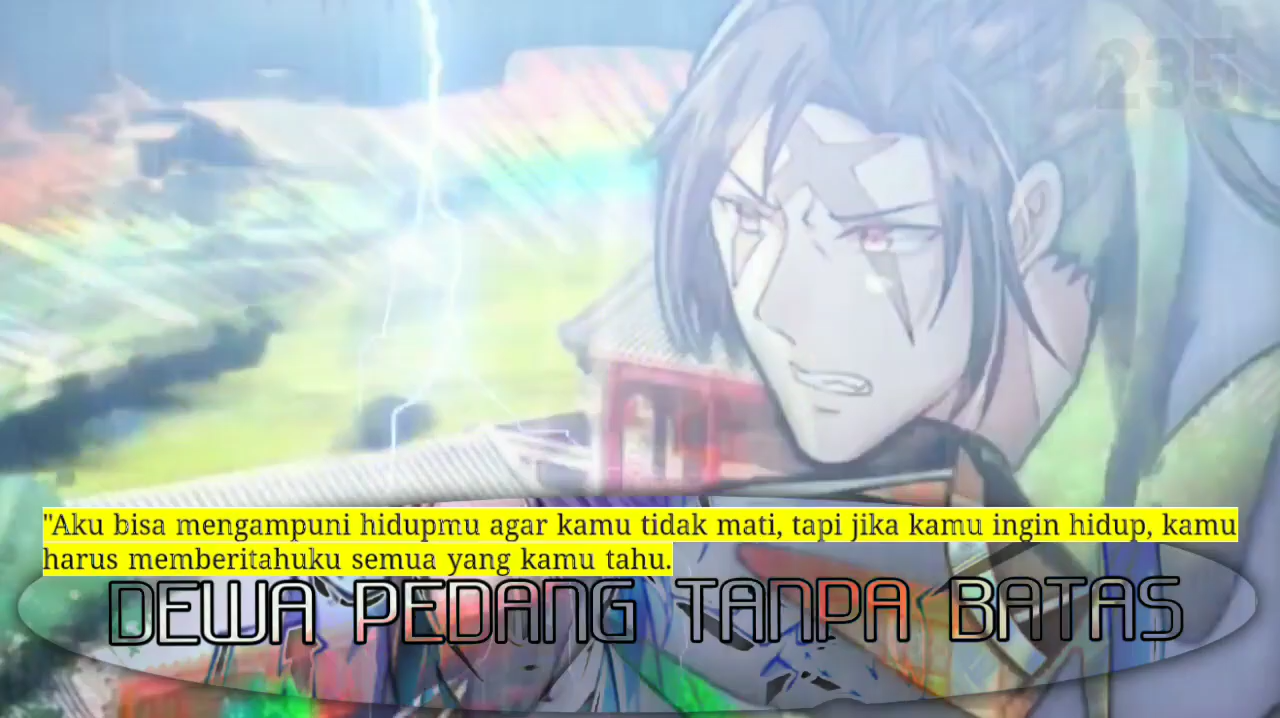 235
"Aku bisa mengampuni hidupmu agar kamu tidak mati, tapi jika kamu ingin hidup, kamu
harus memberitahuku semua yang kamu tahu.
DEWA PEDANG TANPA BATAS